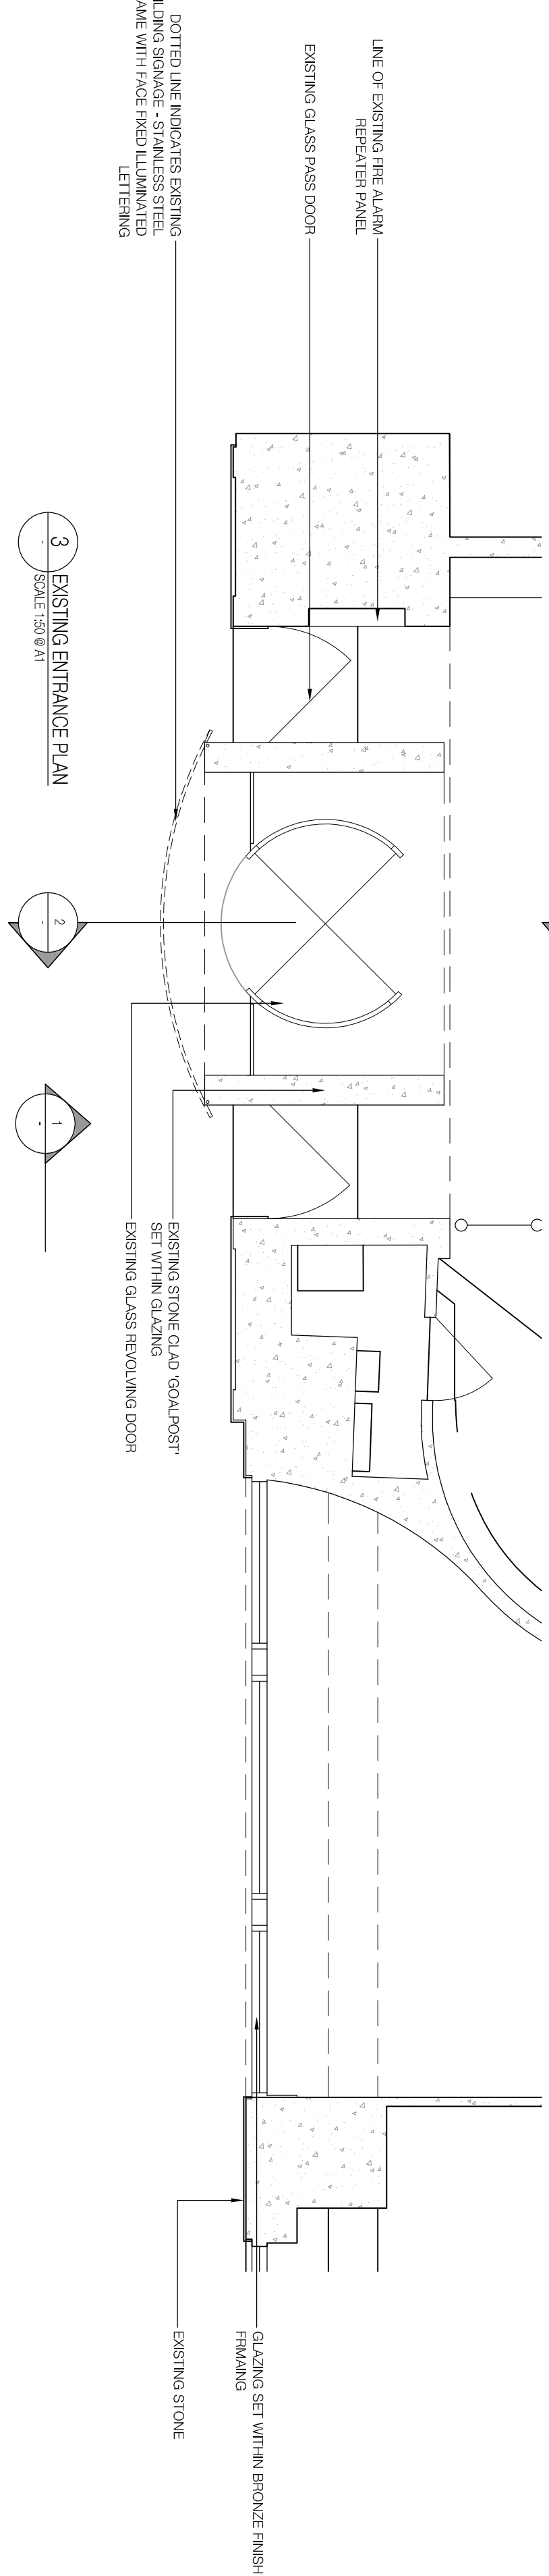 LINE OF EXISTING FIRE ALARM
REPEATER PANEL
EXISTING GLASS PASS DOOR
DOTTED LINE INDICATES EXISTING
ILDING SIGNAGE - STAINLESS STEEL
AME WITH FACE FIXED ILLUMINATED
LETTERING
3
-
EXISTING ENTRANCE PLAN
SCALE 1:50 @ A1
2
-
1
-
EXISTING STONE CLAD 'GOALPOST'
SET WTHIN GLAZING
EXISTING GLASS REVOLVING DOOR
GLAZING SET WITHIN BRONZE FINISH
FRMAING
EXISTING STONE